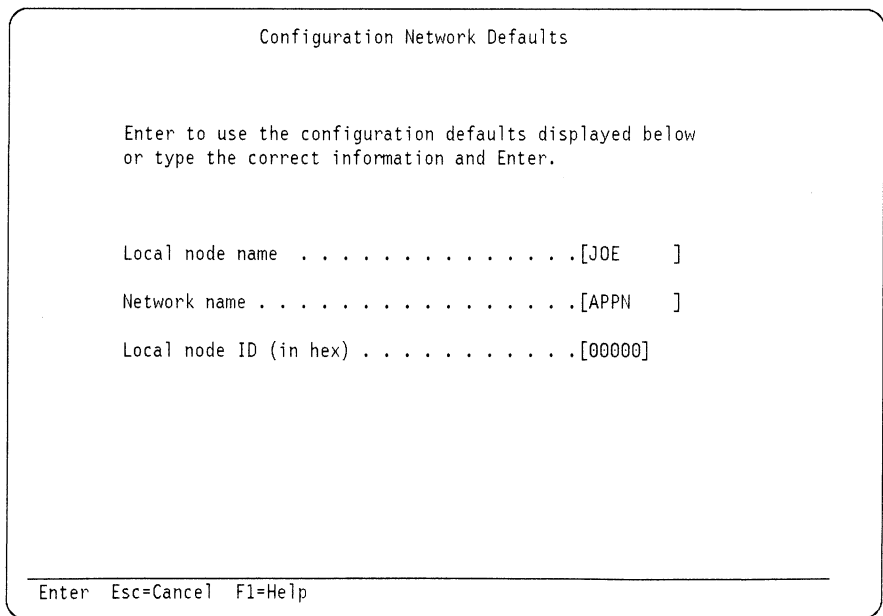 Configuration Network Defaults
Enter to use the configuration defaults displayed below
or type the correct information and Enter.
Local node name . . . . . . . . . . . . . .[JOE     ]
Network name . . . . . . . . . . . . . . . .[APPN    ]
Local node ID (in hex) . . . . . . . . . . .[00000]
Enter  Esc=Cancel  F1=Help